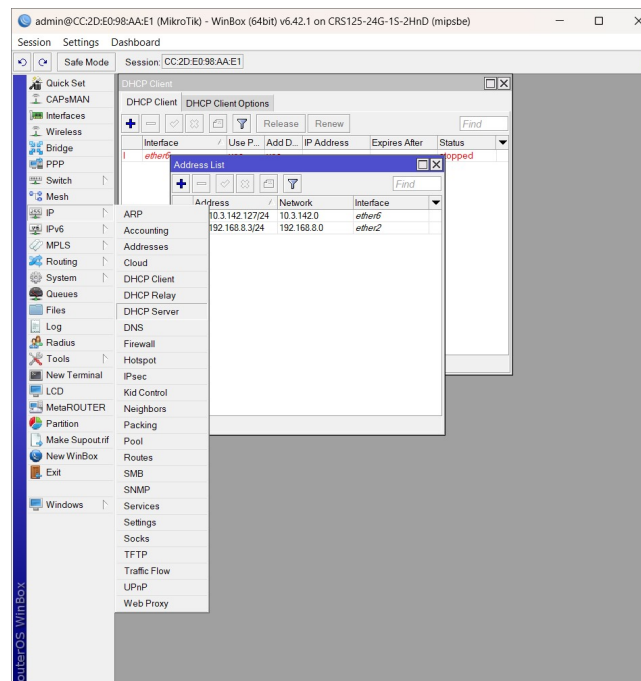 admin@CC:2D:E0:98:AA:E1 (MikroTik) - WinBox (64bit) v6.42.1 on CRS125-24G-1S-2HnD (mipsbe)
Session Settings Dashboard
Safe Mode Session: CC:2D:E0:98:AA:E1
Quick Set
CAPsMAN
Interfaces
Wireless
Bridge
PPP
Switch
Mesh
IP
IPv6
MPLS
Routing
System
Queues
Files
Log
Radius
Tools
New Terminal
LCD
MetaROUTER
Partition
Make Supout.rif
New WinBox
Exit
Windows
RouterOS WinBox
ARP
Accounting
Addresses
Cloud
DHCP Client
DHCP Relay
DHCP Server
DNS
Firewall
Hotspot
IPsec
Kid Control
Neighbors
Packing
Pool
Routes
SMB
SNMP
Services
Settings
Socks
TFTP
Traffic Flow
UPnP
Web Proxy
DHCP Client
DHCP Client DHCP Client Options
Release Renew Find
Interface Use P... Add D... IP Address Expires After Status
I ether6 stopped
Address List
Find
Address Network Interface
10.3.142.127/24 10.3.142.0 ether6
192.168.8.3/24 192.168.8.0 ether2